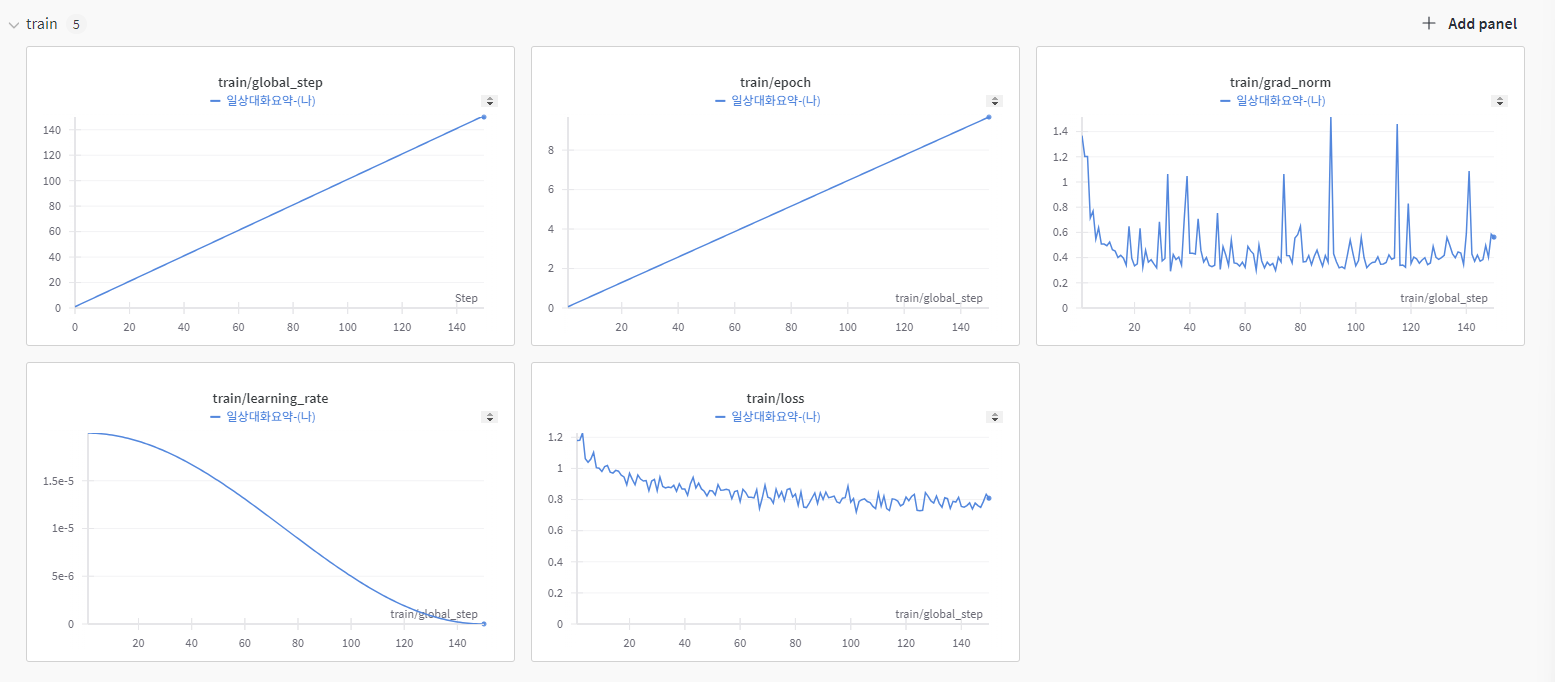 train 5
Add panel
train/global_step
일상대화요약-(나)
140
120
100
80
60
40
20
0
Step
0 20 40 60 80 100 120 140
train/epoch
일상대화요약-(나)
8
6
4
2
0
train/global_step
20 40 60 80 100 120 140
train/grad_norm
일상대화요약-(나)
1.4
1.2
1
0.8
0.6
0.4
0.2
0
train/global_step
20 40 60 80 100 120 140
train/learning_rate
일상대화요약-(나)
1.5e-5
1e-5
5e-6
0
train/global_step
20 40 60 80 100 120 140
train/loss
일상대화요약-(나)
1.2
1
0.8
0.6
0.4
0.2
0
train/global_step
20 40 60 80 100 120 140